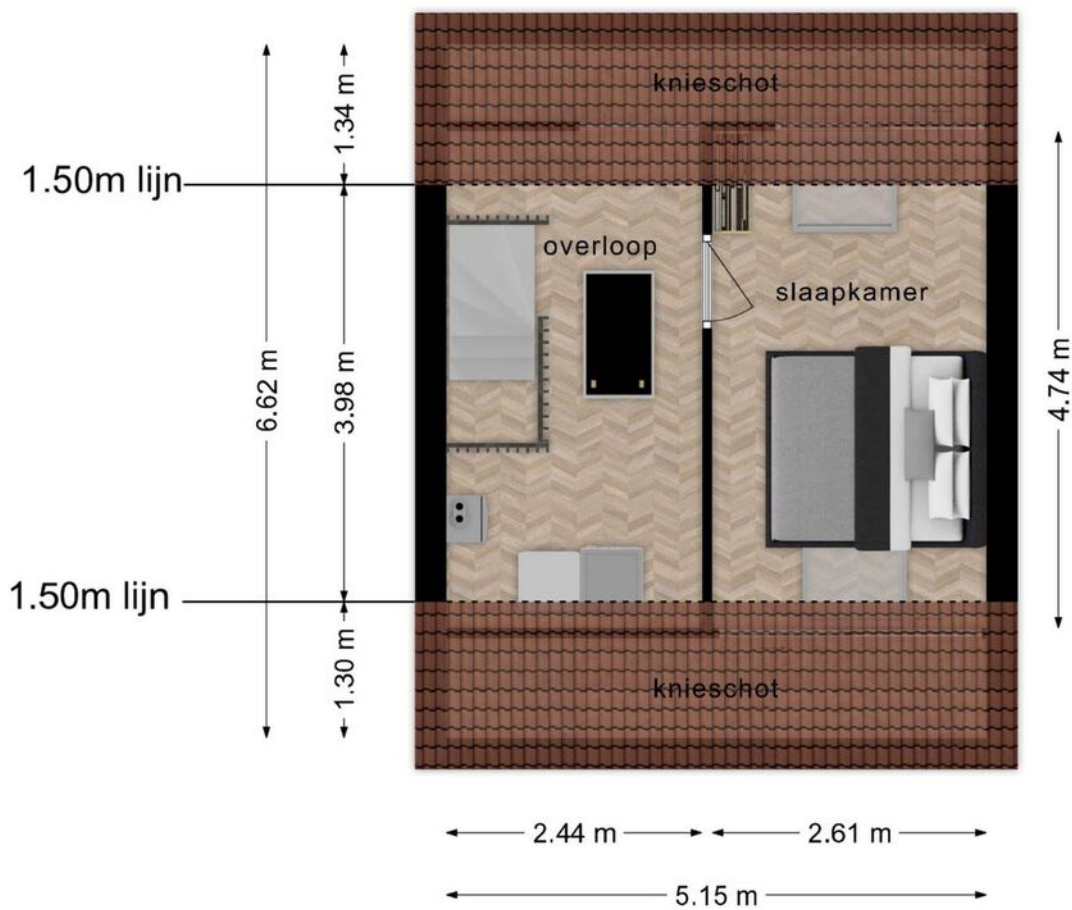 knieschot
1.34 m
1.50m lijn
overloop
slaapkamer
6.62 m
3.98 m
4.74 m
1.50m lijn
1.30 m
knieschot
2.44 m
2.61 m
5.15 m